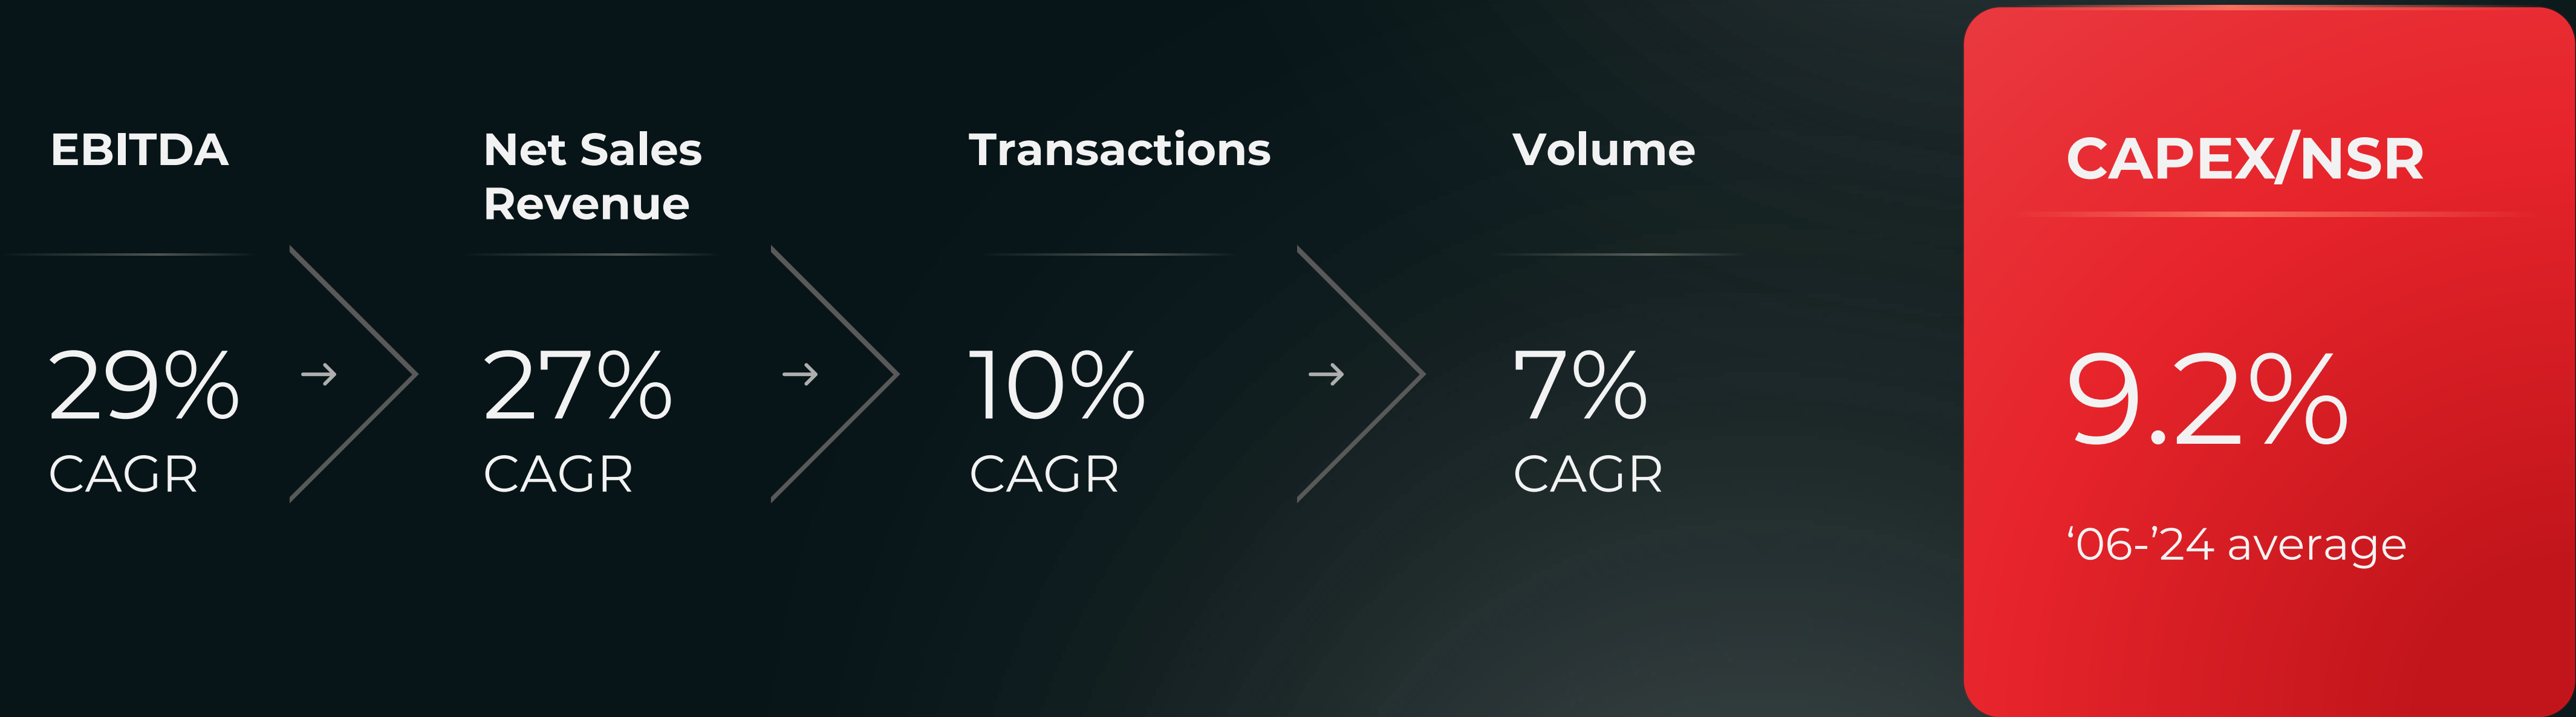 EBITDA
29%
CAGR
Net Sales
Revenue
27%
CAGR
Transactions
10%
CAGR
Volume
7%
CAGR
CAPEX/NSR
9.2%
‘06-’24 average